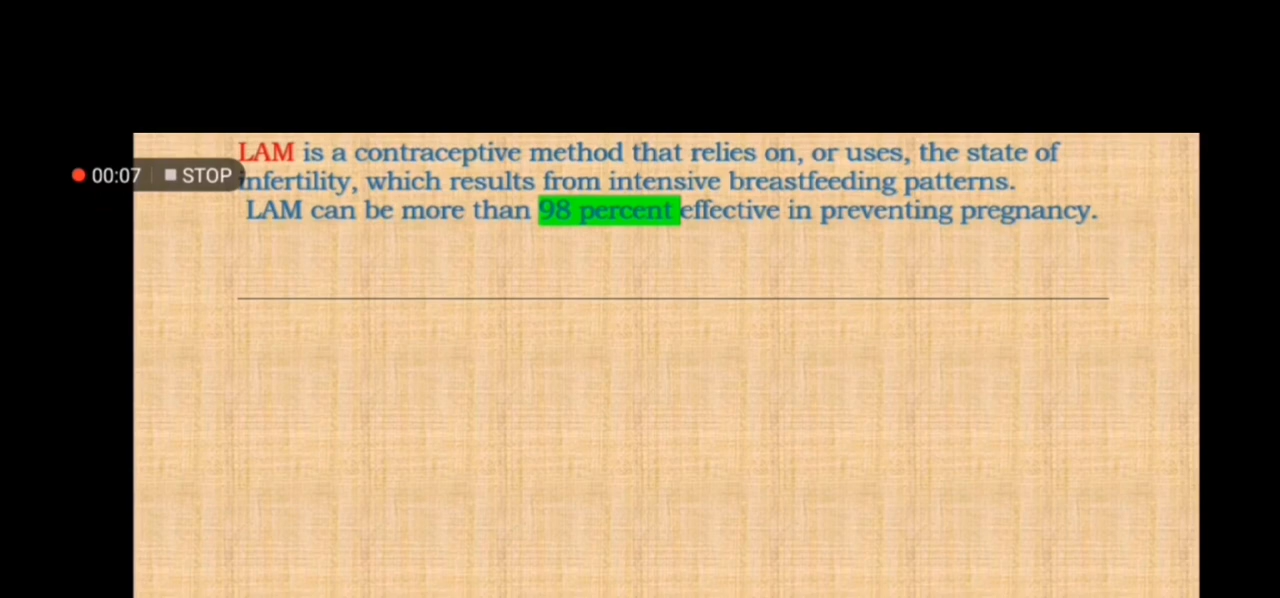 LAM is a contraceptive method that relies on, or uses, the state of
00:07 STOP
infertility, which results from intensive breastfeeding patterns.
LAM can be more than 98 percent effective in preventing pregnancy.